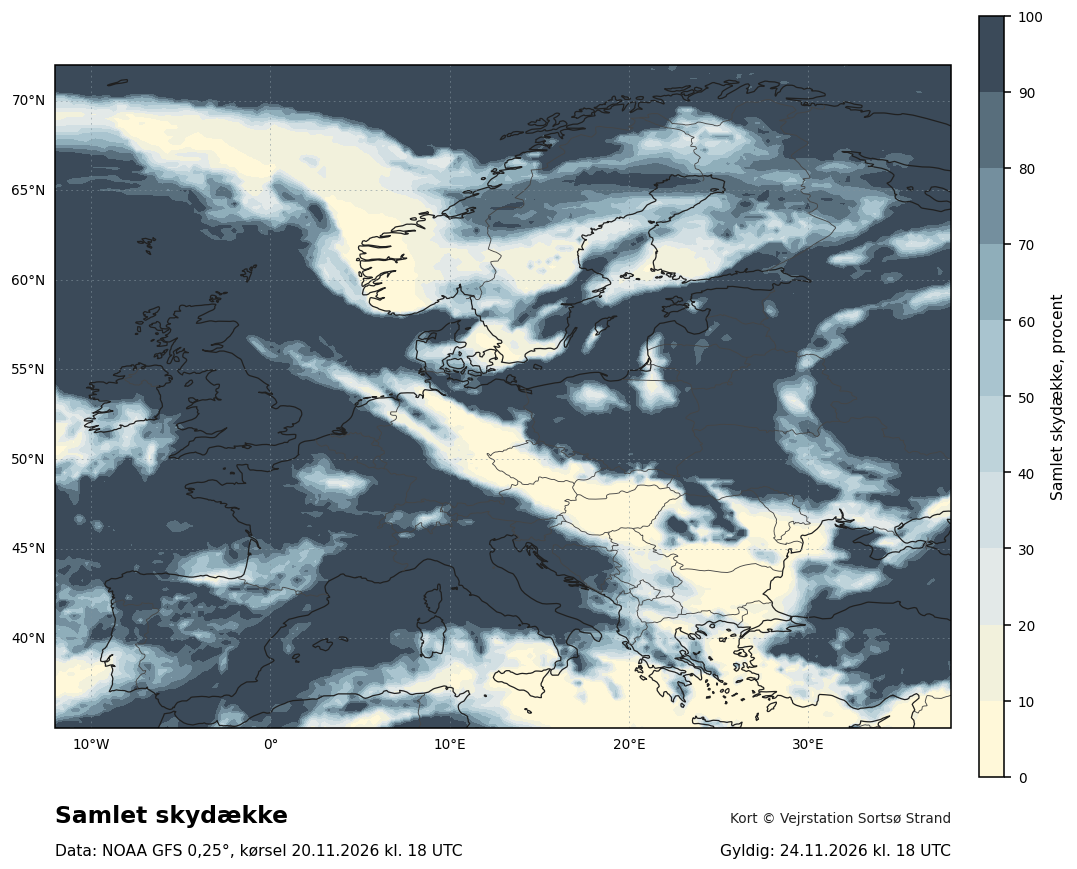 100
90
80
70
60
50
40
30
20
10
0
Samlet skydække, procent
70°N
65°N
60°N
55°N
50°N
45°N
40°N
10°W
0°
10°E
20°E
30°E
Samlet skydække
Kort © Vejrstation Sortsø Strand
Data: NOAA GFS 0,25°, kørsel 20.11.2026 kl. 18 UTC
Gyldig: 24.11.2026 kl. 18 UTC